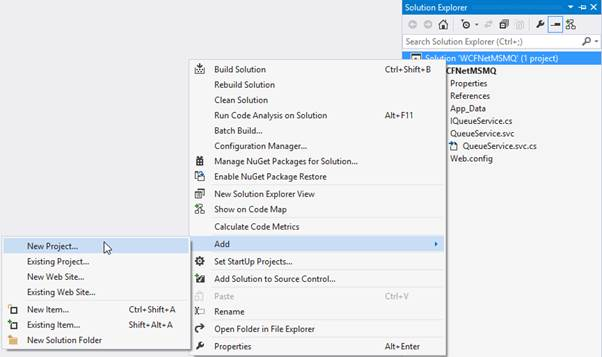 Solution Explorer
Search Solution Explorer (Ctrl+;)
Solution 'WCFNetMSMQ' (1 project)
CFNetMSMQ
Properties
References
App_Data
IQueueService.cs
QueueService.svc
QueueService.svc.cs
Web.config
Build Solution Ctrl+Shift+B
Rebuild Solution
Clean Solution
Run Code Analysis on Solution Alt+F11
Batch Build...
Configuration Manager...
Manage NuGet Packages for Solution...
Enable NuGet Package Restore
New Solution Explorer View
Show on Code Map
Calculate Code Metrics
Add
Set StartUp Projects...
Add Solution to Source Control...
Paste Ctrl+V
Rename
Open Folder in File Explorer
Properties Alt+Enter
New Project...
Existing Project...
New Web Site...
Existing Web Site...
New Item... Ctrl+Shift+A
Existing Item... Shift+Alt+A
New Solution Folder